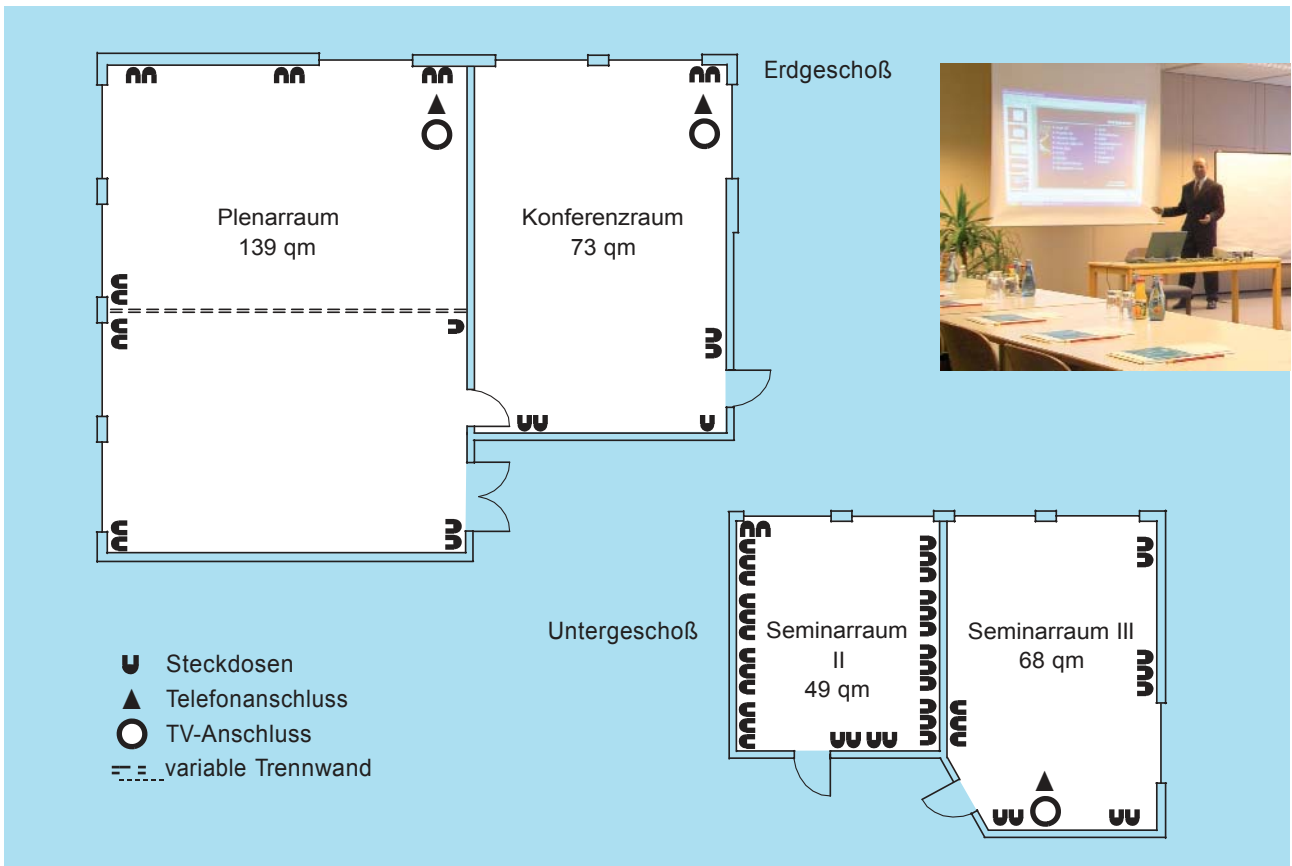 Erdgeschoß
Plenarraum
139 qm
Konferenzraum
73 qm
Untergeschoß
Seminarraum
II
49 qm
Seminarraum III
68 qm
Steckdosen
Telefonanschluss
TV-Anschluss
variable Trennwand